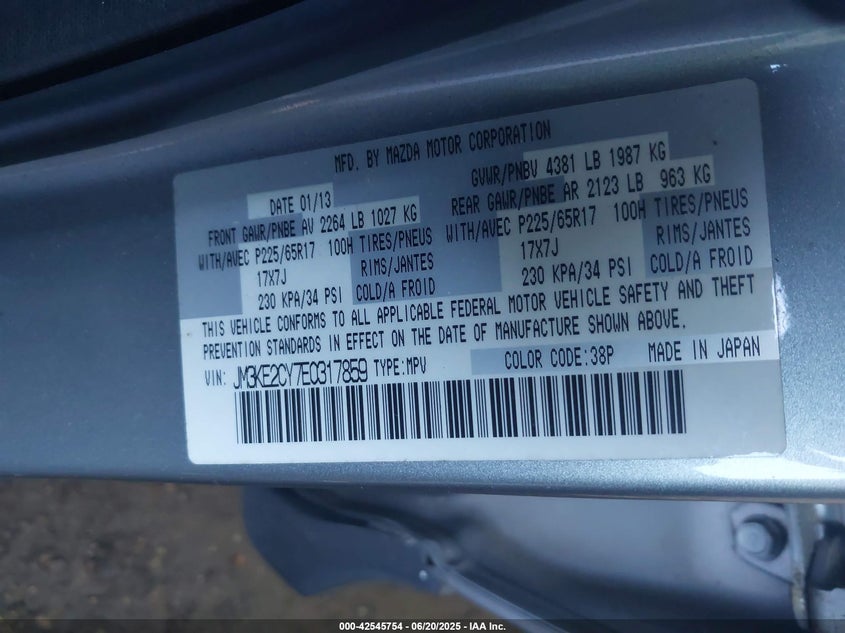 MFD. BY MAZDA MOTOR CORPORATION
DATE 01/13
GVWR/PNBV 4381 LB 1987 KG
FRONT GAWR/PNBE AV 2264 LB 1027 KG
REAR GAWR/PNBE AR 2123 LB 963 KG
WITH/AVEC P225/65R17 100H TIRES/PNEUS
WITH/AVEC P225/65R17 100H TIRES/PNEUS
17X7J RIMS/JANTES
17X7J RIMS/JANTES
230 KPA/34 PSI COLD/A FROID
230 KPA/34 PSI COLD/A FROID
THIS VEHICLE CONFORMS TO ALL APPLICABLE FEDERAL MOTOR VEHICLE SAFETY AND THEFT
PREVENTION STANDARDS IN EFFECT ON THE DATE OF MANUFACTURE SHOWN ABOVE.
VIN: JM3KE2CY7E0317859 TYPE:MPV COLOR CODE:38P MADE IN JAPAN
000-42545754 - 06/20/2025 - IAA Inc.